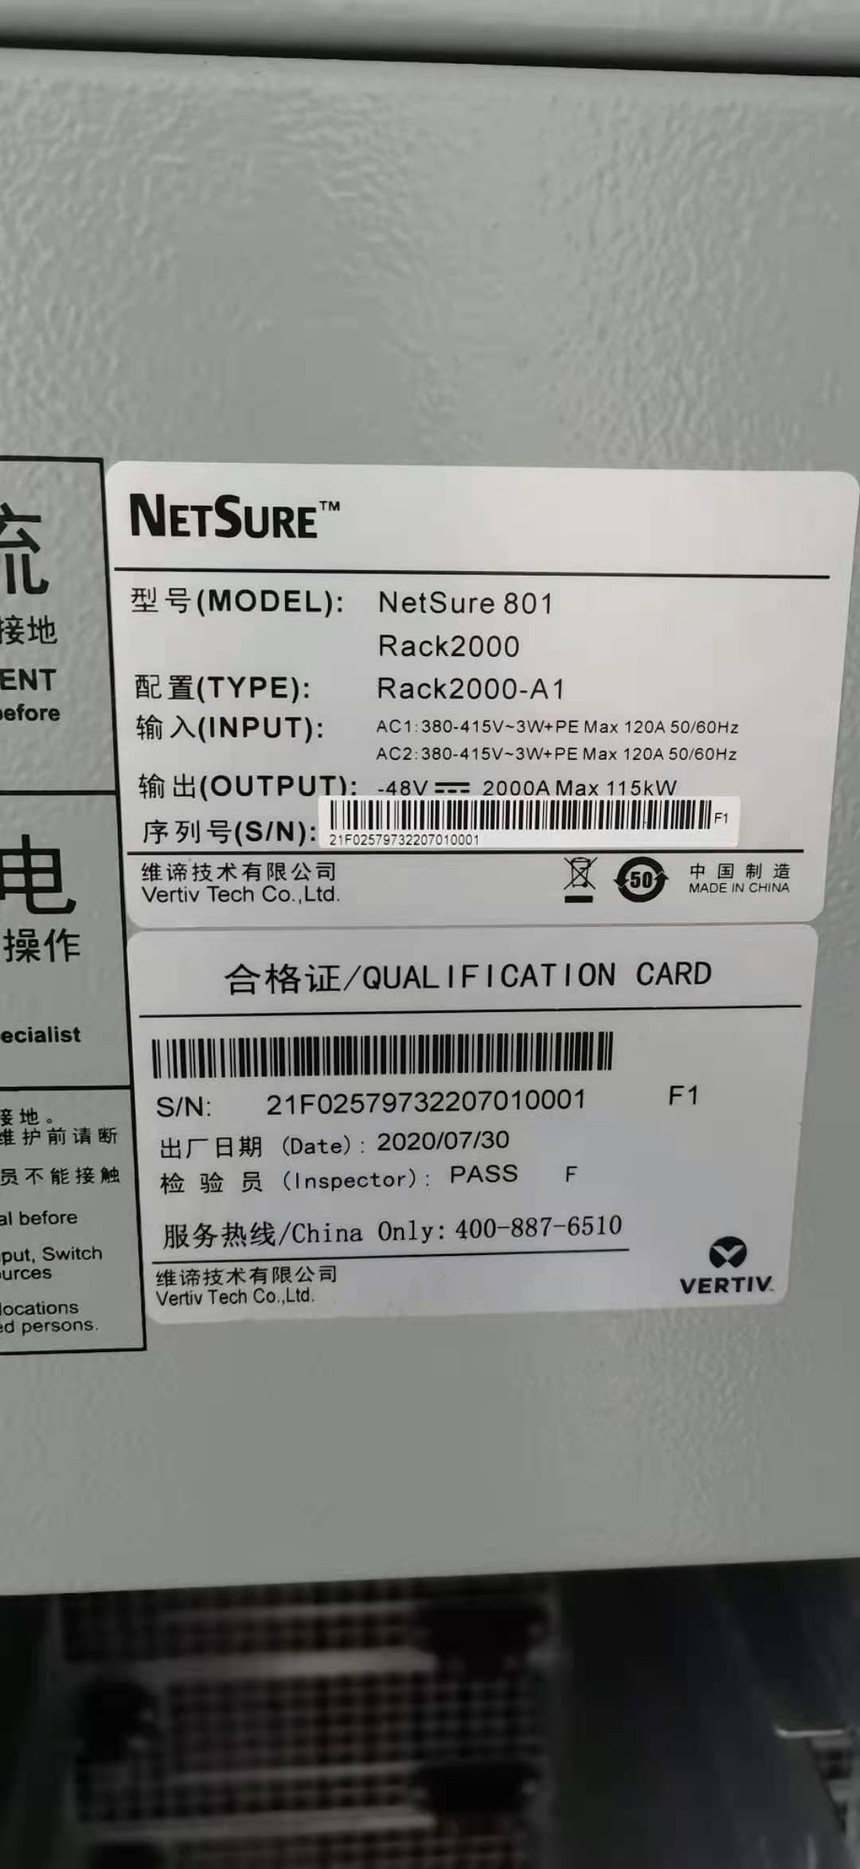 流
接地
ENT
before
电
操作
ecialist
接地。
维护前请断
员不能接触
al before
put, Switch
urces
locations
ed persons.
NETSURE™
型号(MODEL): NetSure 801
Rack2000
配置(TYPE): Rack2000-A1
输入(INPUT): AC1:380-415V~3W+PE Max 120A 50/60Hz
AC2:380-415V~3W+PE Max 120A 50/60Hz
输出(OUTPUT): -48V ⎓ 2000A Max 115kW
序列号(S/N): F1
21F02579732207010001
维谛技术有限公司
Vertiv Tech Co.,Ltd.
50
中国制造
MADE IN CHINA
合格证/QUALIFICATION CARD
S/N: 21F02579732207010001 F1
出厂日期 (Date): 2020/07/30
检验员 (Inspector): PASS F
服务热线/China Only: 400-887-6510
维谛技术有限公司
Vertiv Tech Co.,Ltd.
VERTIV